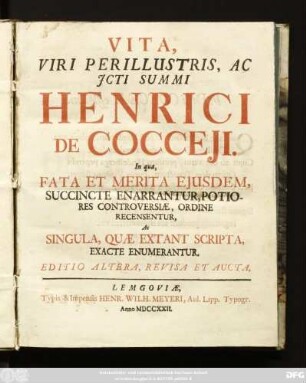 VITA,
VIRI PERILLUSTRIS, AC
JCTI SUMMI
HENRICI
DE COCCEJI.
In qua,
FATA ET MERITA EJUSDEM,
SUCCINCTE ENARRANTUR, POTIO-
RES CONTROVERSIÆ, ORDINE
RECENSENTUR,
Ac
SINGULA, QUÆ EXTANT SCRIPTA,
EXACTE ENUMERANTUR.
EDITIO ALTERA, REVISA ET AUCTA.
LEMGOVIÆ,
Typis & Impensis HENR. WILH. MEYERI, Aul. Lipp. Typogr.
Anno MDCCXXII.
DFG